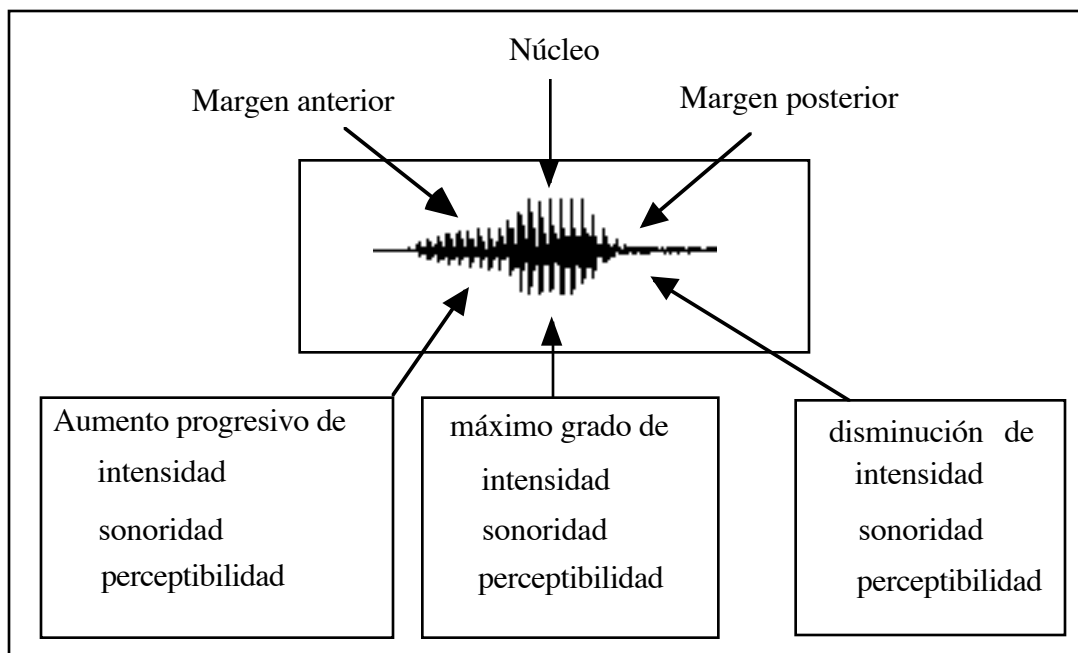 Núcleo
Margen anterior
Margen posterior
Aumento progresivo de
intensidad
sonoridad
perceptibilidad
máximo grado de
intensidad
sonoridad
perceptibilidad
disminución de
intensidad
sonoridad
perceptibilidad